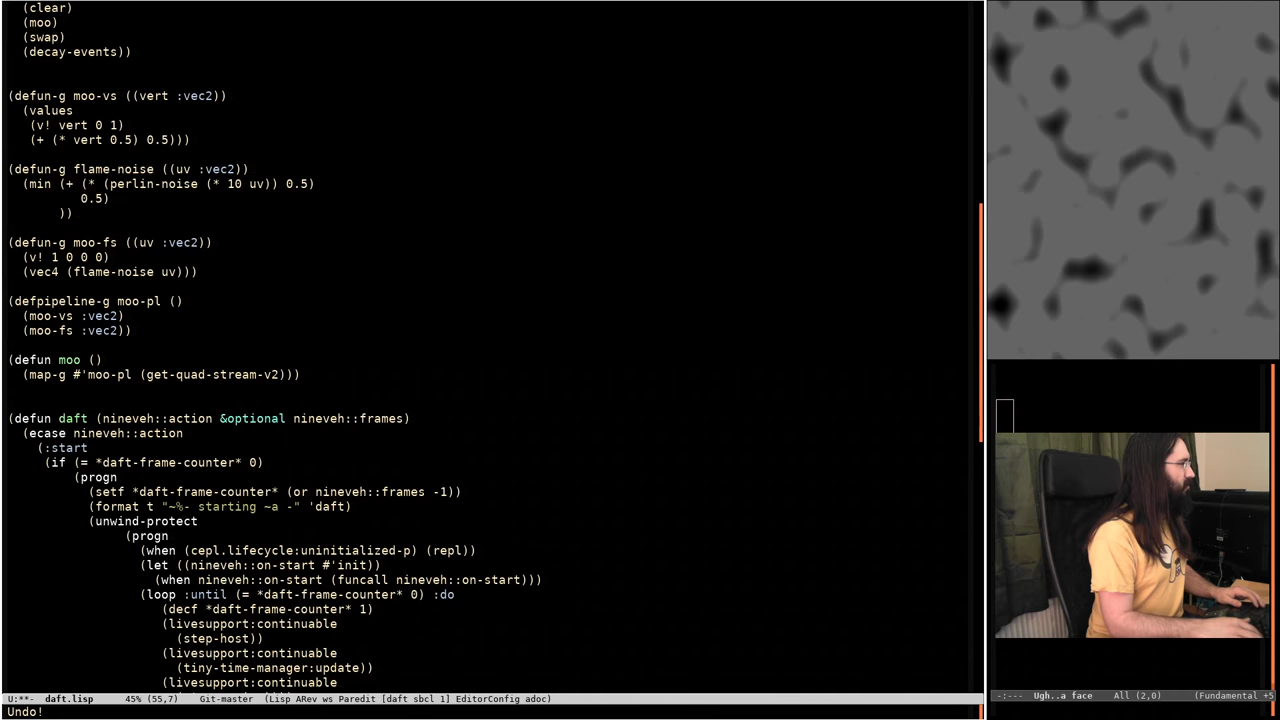 (clear)
(moo)
(swap)
(decay-events))
(defun-g moo-vs ((vert :vec2))
(values
(v! vert 0 1)
(+ (* vert 0.5) 0.5)))
(defun-g flame-noise ((uv :vec2))
(min (+ (* (perlin-noise (* 10 uv)) 0.5)
0.5)
))
(defun-g moo-fs ((uv :vec2))
(v! 1 0 0 0)
(vec4 (flame-noise uv)))
(defpipeline-g moo-pl ()
(moo-vs :vec2)
(moo-fs :vec2))
(defun moo ()
(map-g #'moo-pl (get-quad-stream-v2)))
(defun daft (nineveh::action &optional nineveh::frames)
(ecase nineveh::action
(:start
(if (= *daft-frame-counter* 0)
(progn
(setf *daft-frame-counter* (or nineveh::frames -1))
(format t "~%- starting ~a -" 'daft)
(unwind-protect
(progn
(when (cepl.lifecycle:uninitialized-p) (repl))
(let ((nineveh::on-start #'init))
(when nineveh::on-start (funcall nineveh::on-start)))
(loop :until (= *daft-frame-counter* 0) :do
(decf *daft-frame-counter* 1)
(livesupport:continuable
(step-host))
(livesupport:continuable
(tiny-time-manager:update))
(livesupport:continuable
U:**- daft.lisp 45% (55,7) Git-master (Lisp ARev ws Paredit [daft sbcl 1] EditorConfig adoc)
Undo!
-:--- Ugh..a face All (2,0) (Fundamental +5